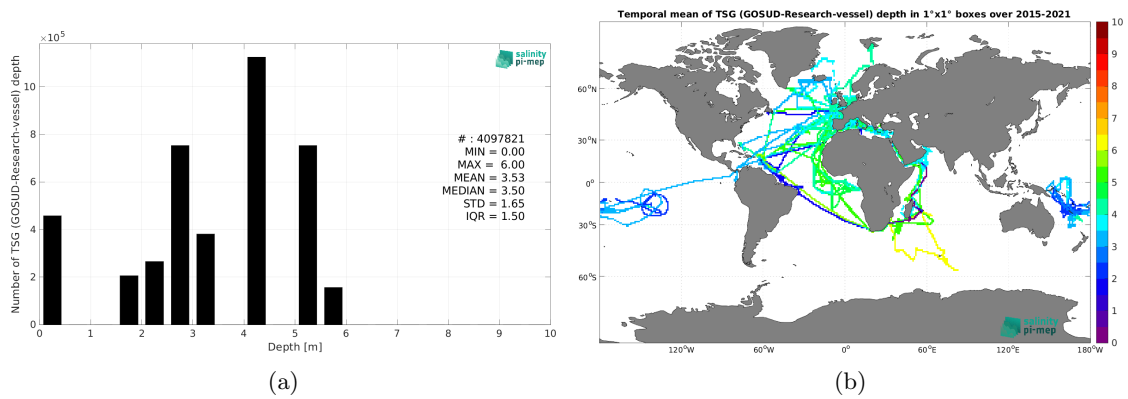 ×10⁵
salinity
pi-mep
10
8
6
4
2
0
Number of TSG (GOSUD-Research-vessel) depth
# : 4097821
MIN = 0.00
MAX = 6.00
MEAN = 3.53
MEDIAN = 3.50
STD = 1.65
IQR = 1.50
0 1 2 3 4 5 6 7 8 9 10
Depth [m]
(a)
Temporal mean of TSG (GOSUD-Research-vessel) depth in 1°x1° boxes over 2015-2021
60°N
30°N
0°
30°S
60°S
120°W 60°W 0° 60°E 120°E 180°W
salinity
pi-mep
10
9
8
7
6
5
4
3
2
1
0
(b)